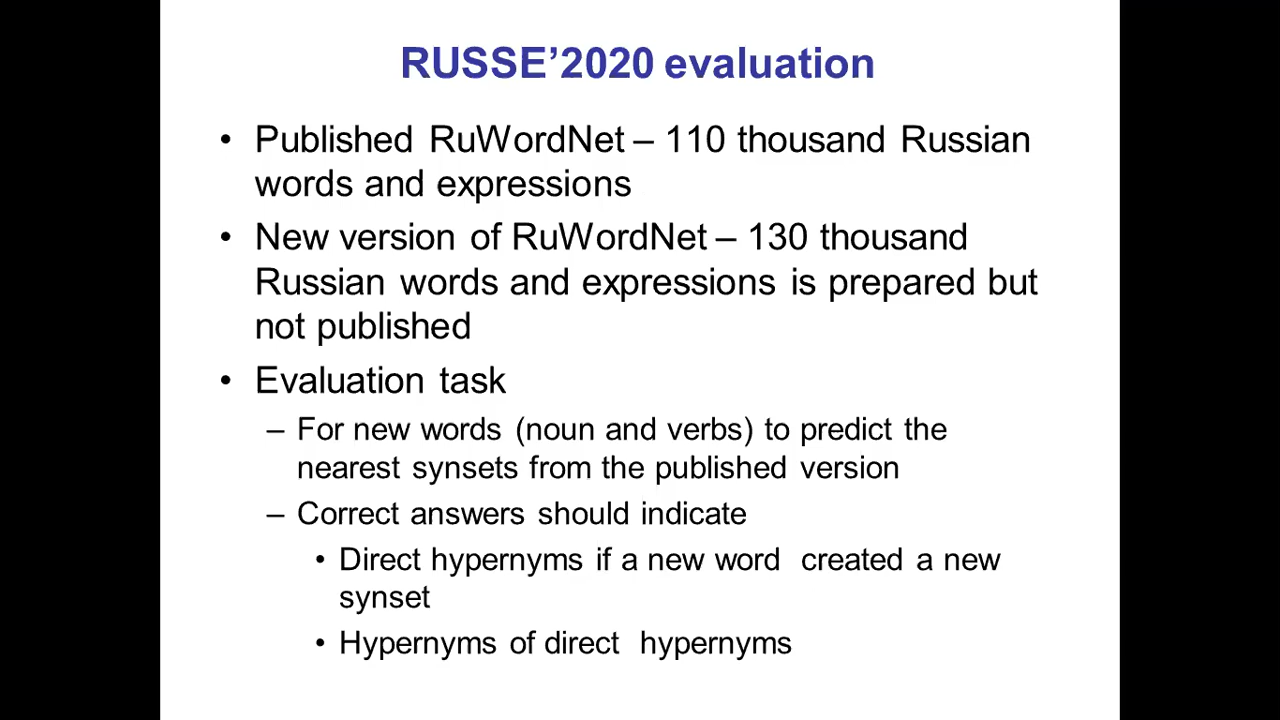 RUSSE’2020 evaluation
• Published RuWordNet – 110 thousand Russian
words and expressions
• New version of RuWordNet – 130 thousand
Russian words and expressions is prepared but
not published
• Evaluation task
– For new words (noun and verbs) to predict the
nearest synsets from the published version
– Correct answers should indicate
• Direct hypernyms if a new word created a new
synset
• Hypernyms of direct hypernyms